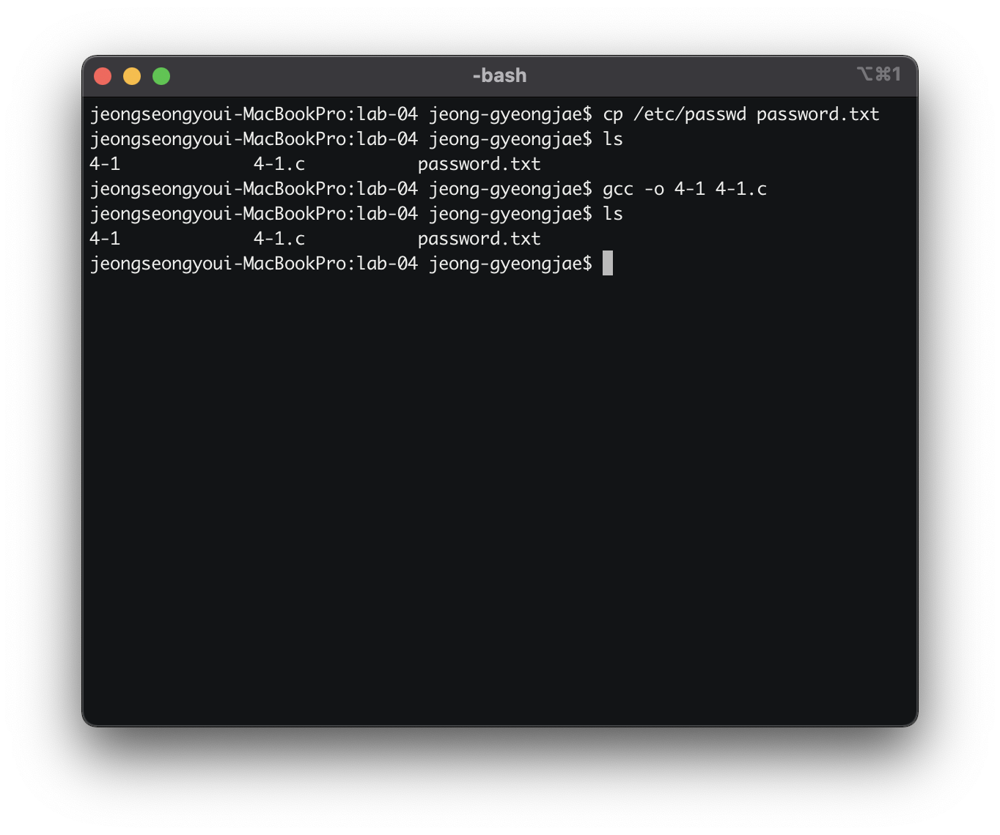 -bash
⌥⌘1
jeongseongyoui-MacBookPro:lab-04 jeong-gyeongjae$ cp /etc/passwd password.txt
jeongseongyoui-MacBookPro:lab-04 jeong-gyeongjae$ ls
4-1             4-1.c           password.txt
jeongseongyoui-MacBookPro:lab-04 jeong-gyeongjae$ gcc -o 4-1 4-1.c
jeongseongyoui-MacBookPro:lab-04 jeong-gyeongjae$ ls
4-1             4-1.c           password.txt
jeongseongyoui-MacBookPro:lab-04 jeong-gyeongjae$